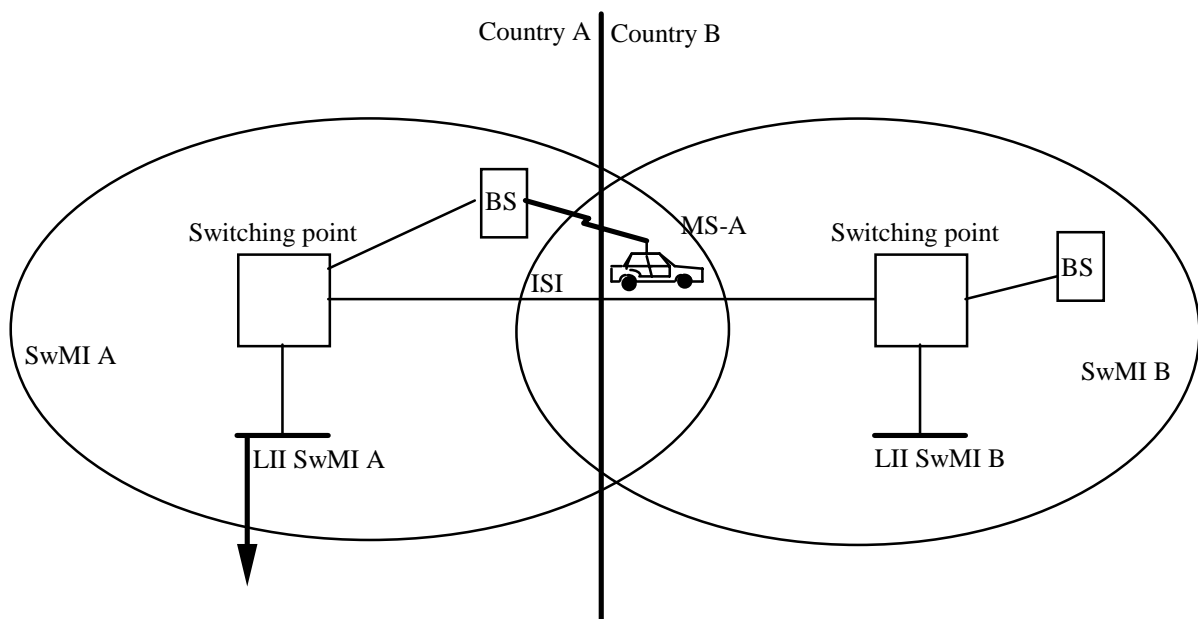 Country A
Country B
BS
MS-A
Switching point
Switching point
BS
ISI
SwMI A
SwMI B
LII SwMI A
LII SwMI B